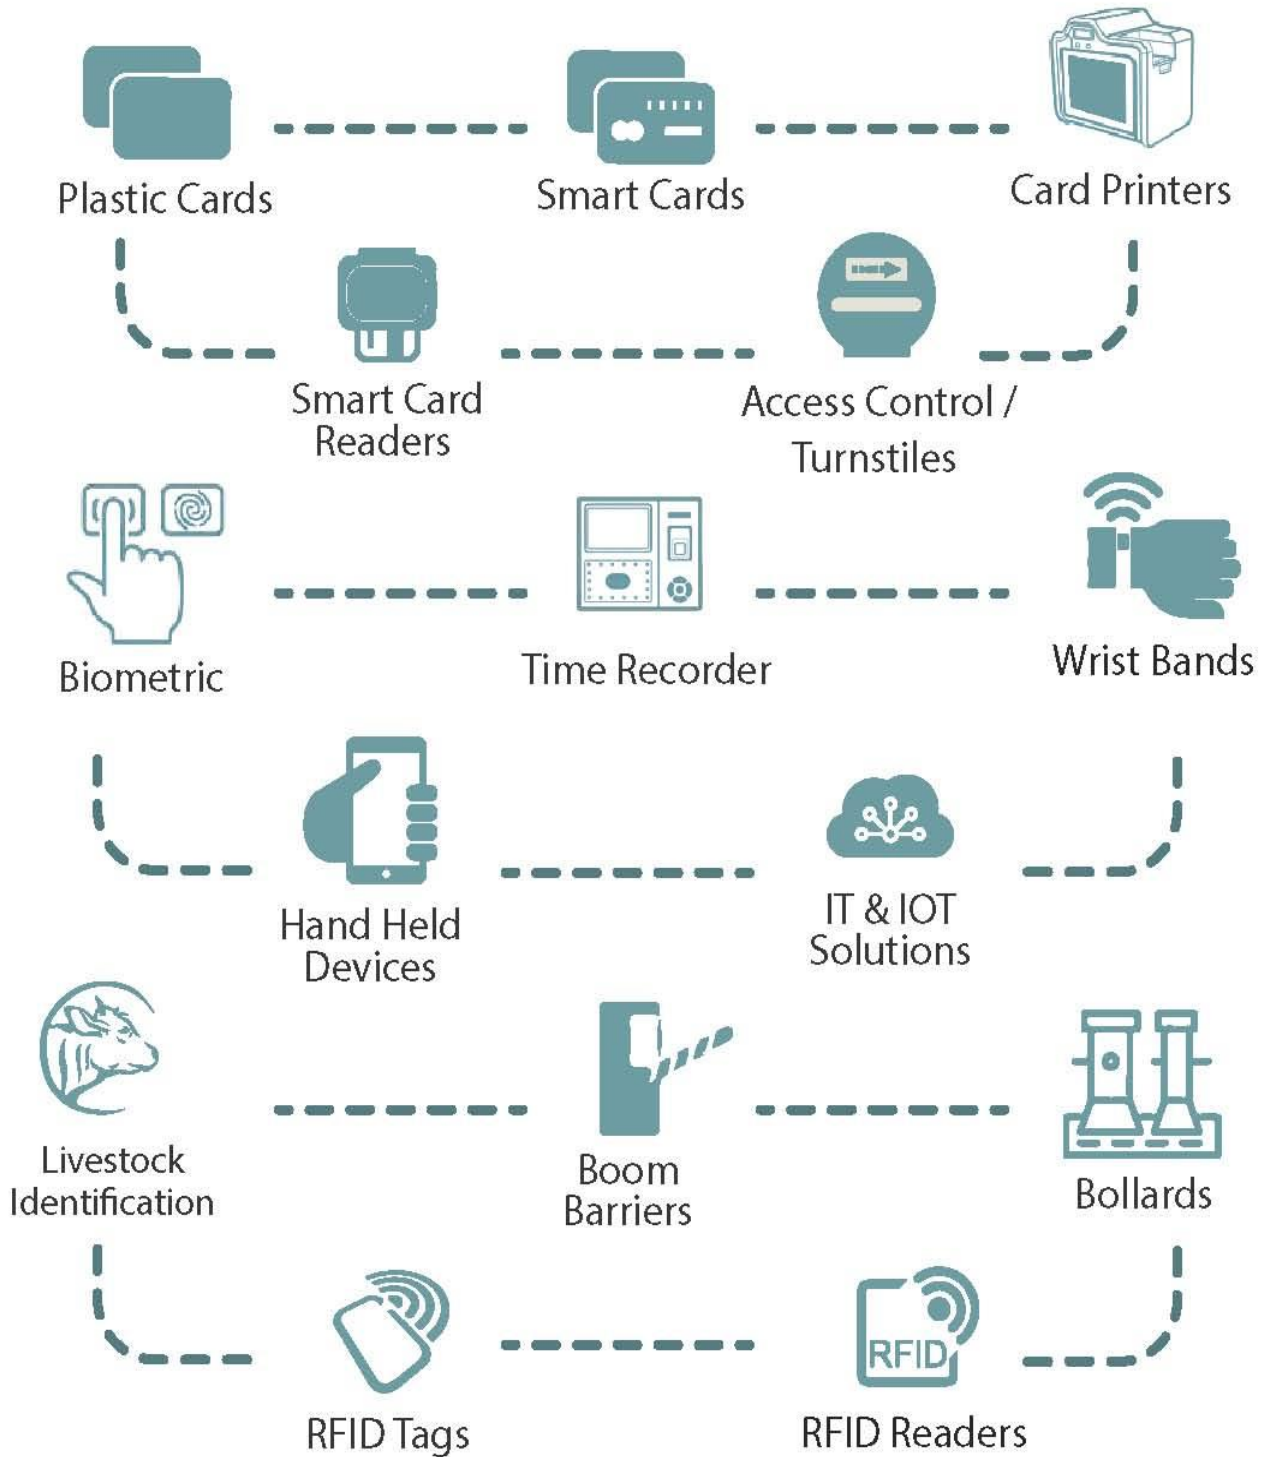 Plastic Cards
Smart Cards
Card Printers
Smart Card
Readers
Access Control /
Turnstiles
Biometric
Time Recorder
Wrist Bands
Hand Held
Devices
IT & IOT
Solutions
Livestock
Identification
Boom
Barriers
Bollards
RFID Tags
RFID
RFID Readers